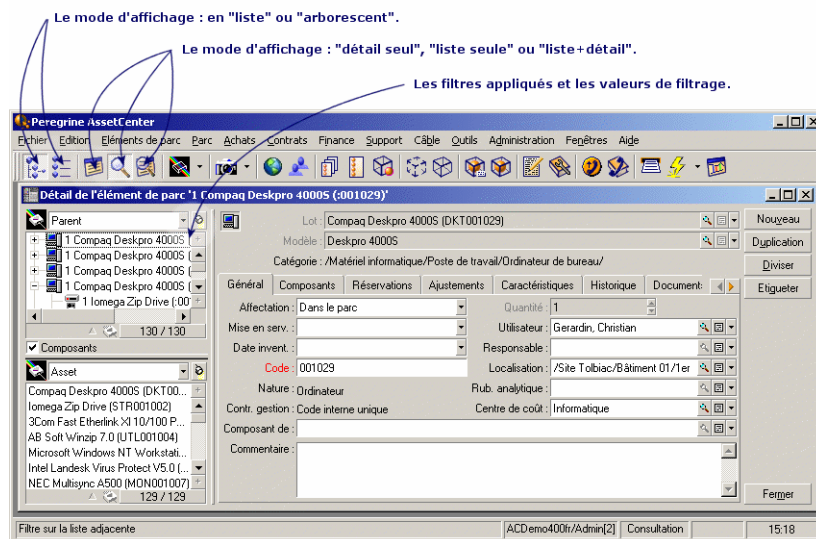 Le mode d'affichage : en "liste" ou "arborescent".
Le mode d'affichage : "détail seul", "liste seule" ou "liste+détail".
Les filtres appliqués et les valeurs de filtrage.
Peregrine AssetCenter
Fichier Edition Eléments de parc Parc Achats Contrats Finance Support Câble Outils Administration Fenêtres Aide
Détail de l'élément de parc '1 Compaq Deskpro 4000S (:001029)'
Parent
1 Compaq Deskpro 4000S (
1 Compaq Deskpro 4000S (
1 Compaq Deskpro 4000S (
1 Compaq Deskpro 4000S (
1 Iomega Zip Drive (:00
130 / 130
Composants
Asset
Compaq Deskpro 4000S (DKT00...
Iomega Zip Drive (STR001002)
3Com Fast Etherlink XI 10/100 P...
AB Soft Winzip 7.0 (UTL001004)
Microsoft Windows NT Workstati...
Intel Landesk Virus Protect V5.0 (...
NEC Multisync A500 (MON001007)
129 / 129
Lot : Compaq Deskpro 4000S (DKT001029)
Modèle : Deskpro 4000S
Catégorie : /Matériel informatique/Poste de travail/Ordinateur de bureau/
Général Composants Réservations Ajustements Caractéristiques Historique Document:
Affectation : Dans le parc Quantité : 1
Mise en serv. : Utilisateur : Gerardin, Christian
Date invent. : Responsable :
Code : 001029 Localisation : /Site Tolbiac/Bâtiment 01/1er
Nature : Ordinateur Rub. analytique :
Contr. gestion : Code interne unique Centre de coût : Informatique
Composant de :
Commentaire :
Nouveau
Duplication
Diviser
Etiqueter
Fermer
Filtre sur la liste adjacente ACDemo400fr/Admin[2] Consultation 15:18